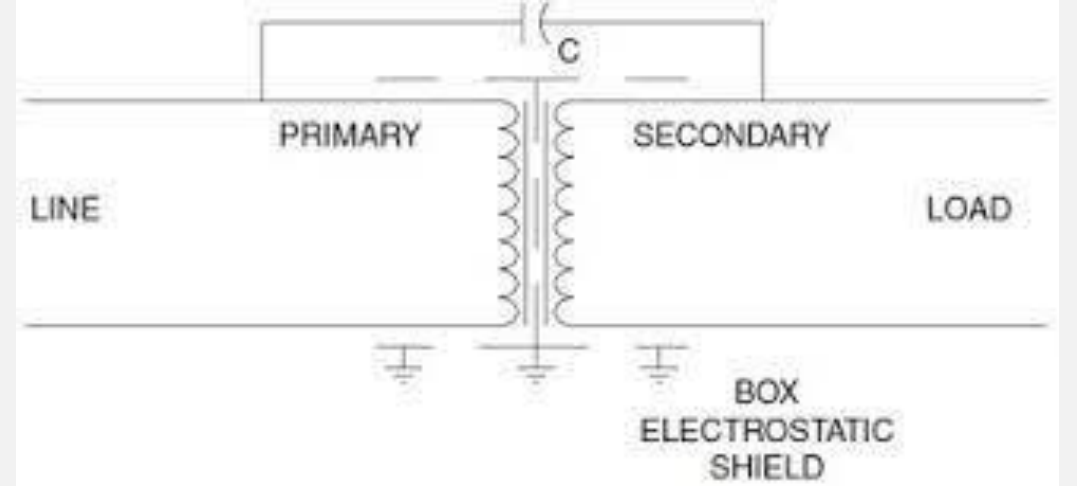 C
PRIMARY
SECONDARY
LINE
LOAD
BOX
ELECTROSTATIC
SHIELD